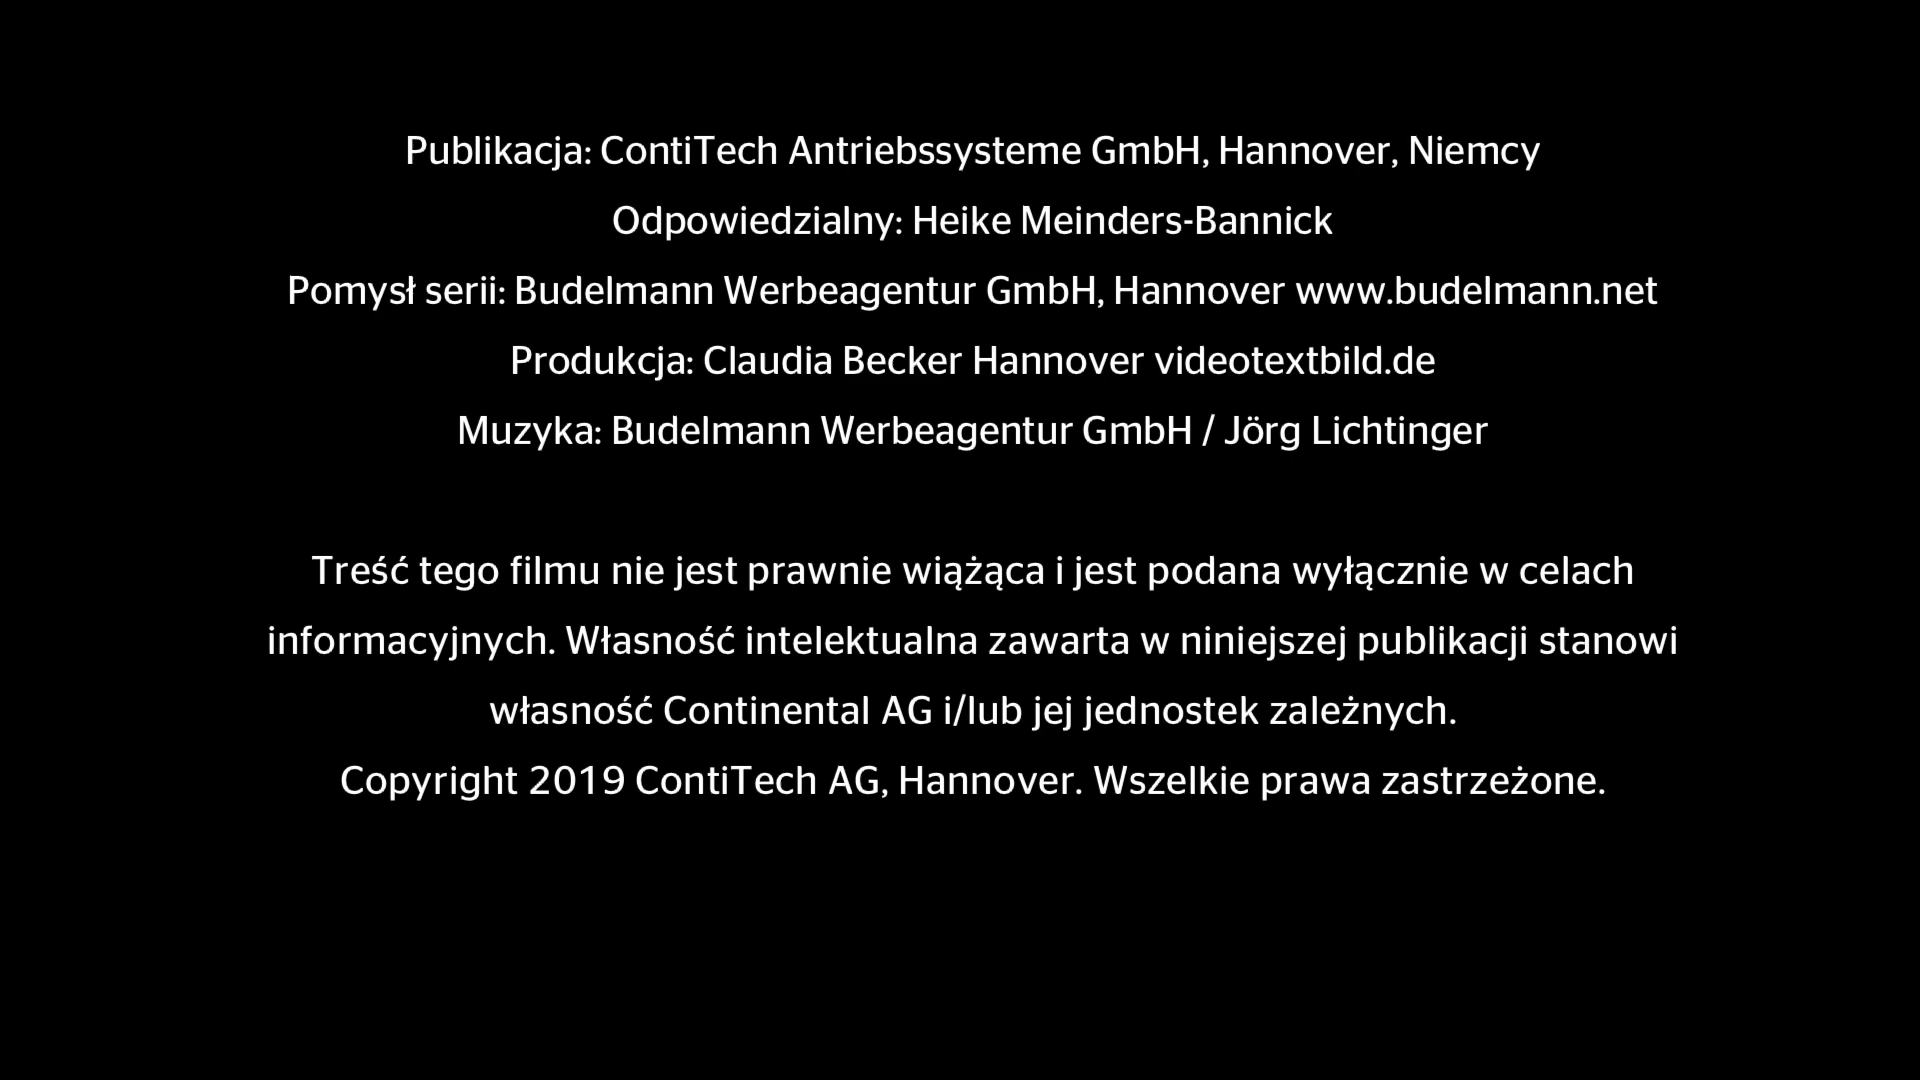 Publikacja: ContiTech Antriebssysteme GmbH, Hannover, Niemcy
Odpowiedzialny: Heike Meinders-Bannick
Pomysł serii: Budelmann Werbeagentur GmbH, Hannover www.budelmann.net
Produkcja: Claudia Becker Hannover videotextbild.de
Muzyka: Budelmann Werbeagentur GmbH / Jörg Lichtinger
Treść tego filmu nie jest prawnie wiążąca i jest podana wyłącznie w celach
informacyjnych. Własność intelektualna zawarta w niniejszej publikacji stanowi
własność Continental AG i/lub jej jednostek zależnych.
Copyright 2019 ContiTech AG, Hannover. Wszelkie prawa zastrzeżone.